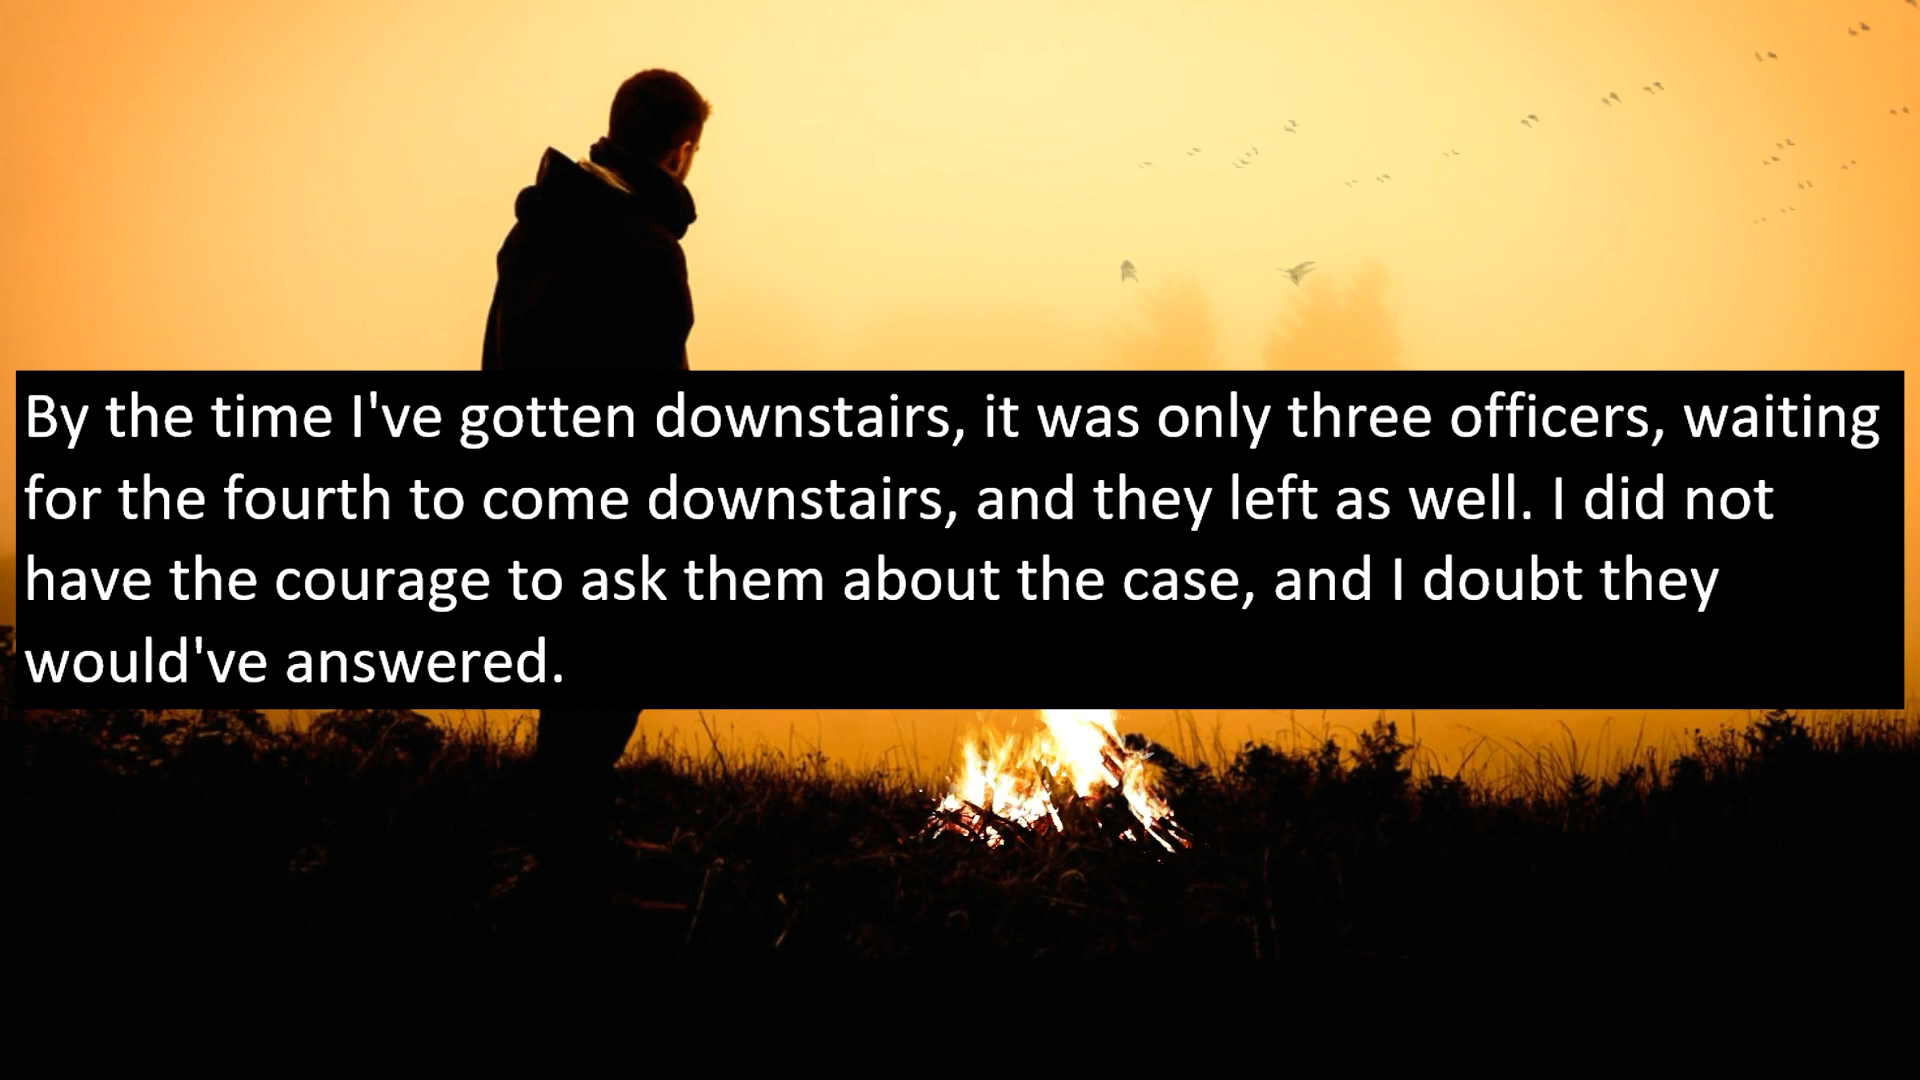 By the time I've gotten downstairs, it was only three officers, waiting
for the fourth to come downstairs, and they left as well. I did not
have the courage to ask them about the case, and I doubt they
would've answered.